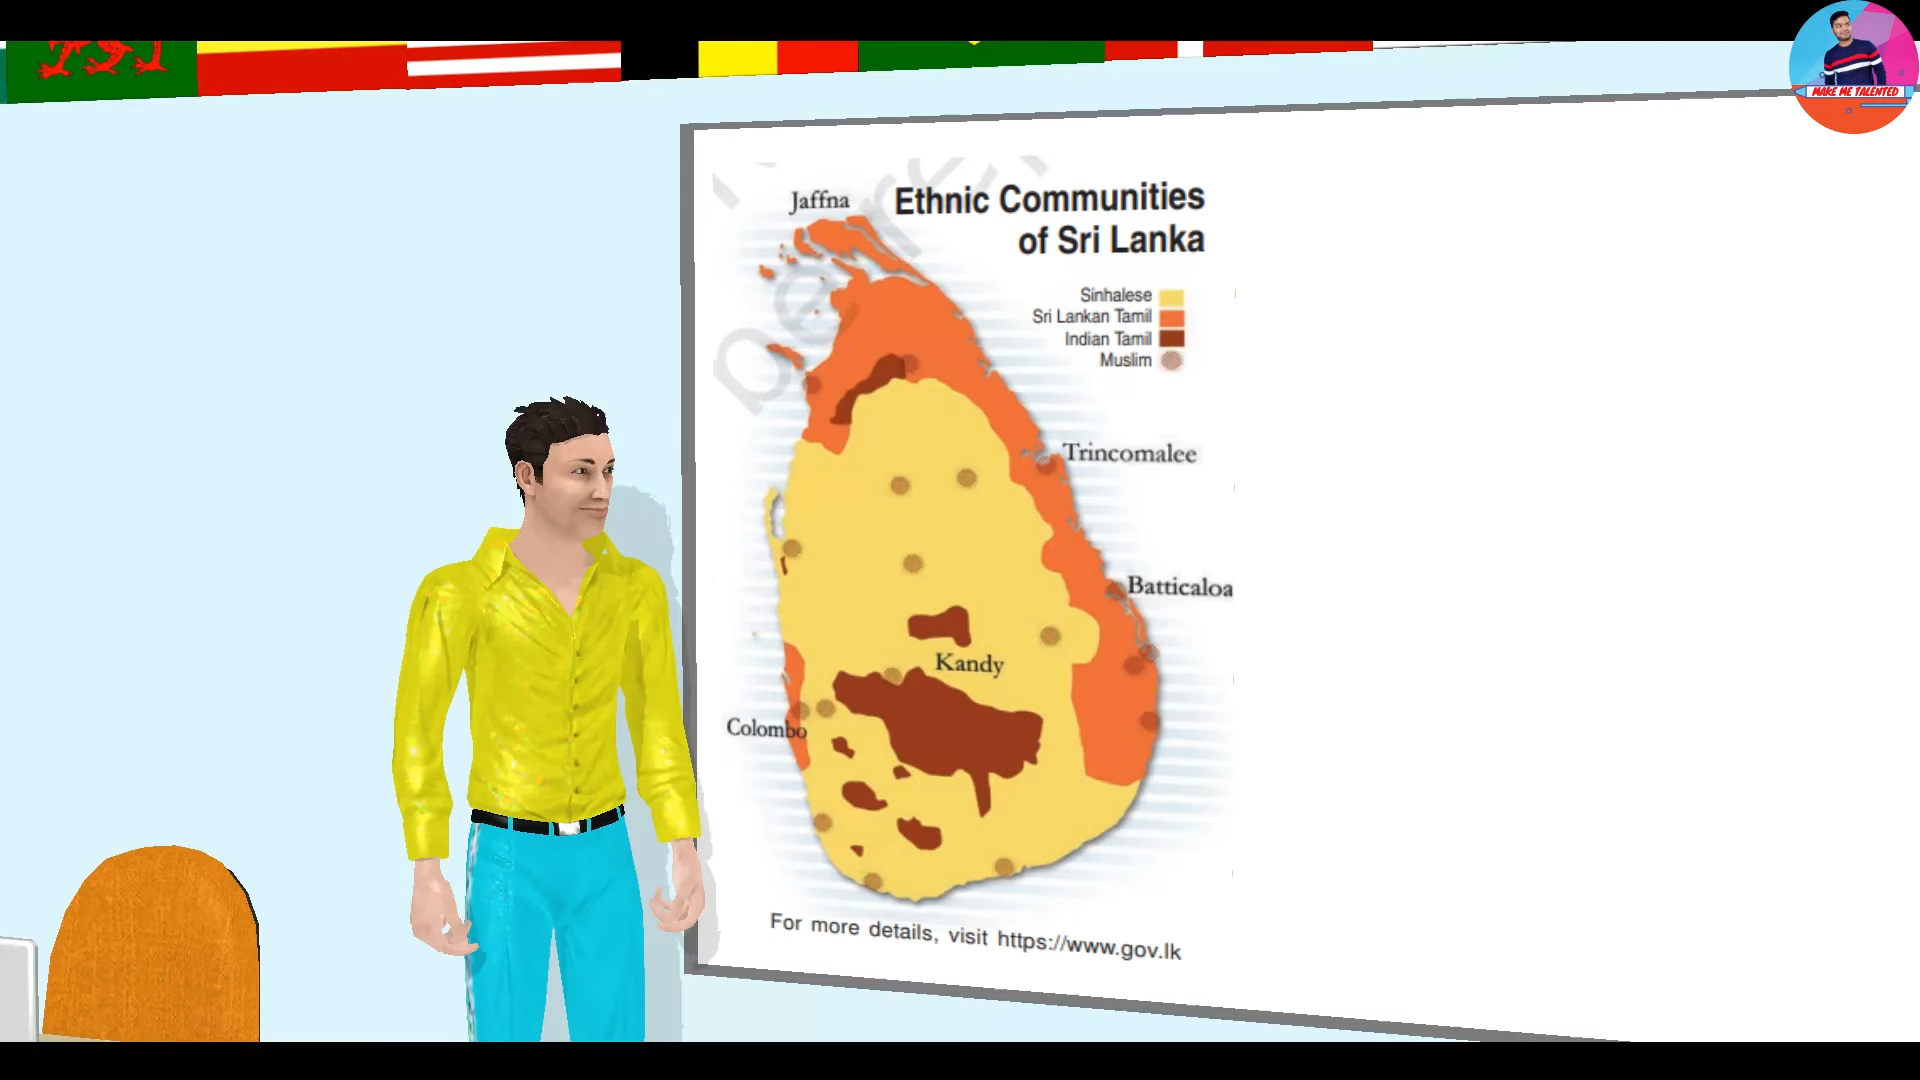 MAKE ME TALENTED
Jaffna
Ethnic Communities
of Sri Lanka
Sinhalese
Sri Lankan Tamil
Indian Tamil
Muslim
Trincomalee
Batticaloa
Kandy
Colombo
For more details, visit https://www.gov.lk